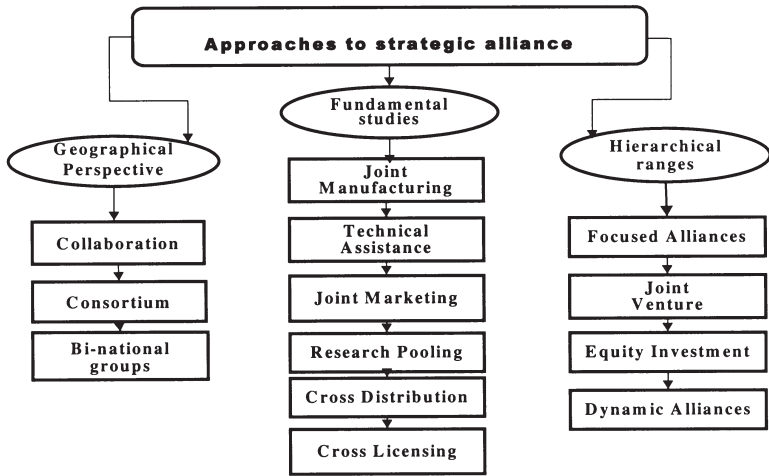 Approaches to strategic alliance
Geographical
Perspective
Collaboration
Consortium
Bi-national
groups
Fundamental
studies
Joint
Manufacturing
Technical
Assistance
Joint Marketing
Research Pooling
Cross Distribution
Cross Licensing
Hierarchical
ranges
Focused Alliances
Joint
Venture
Equity Investment
Dynamic Alliances